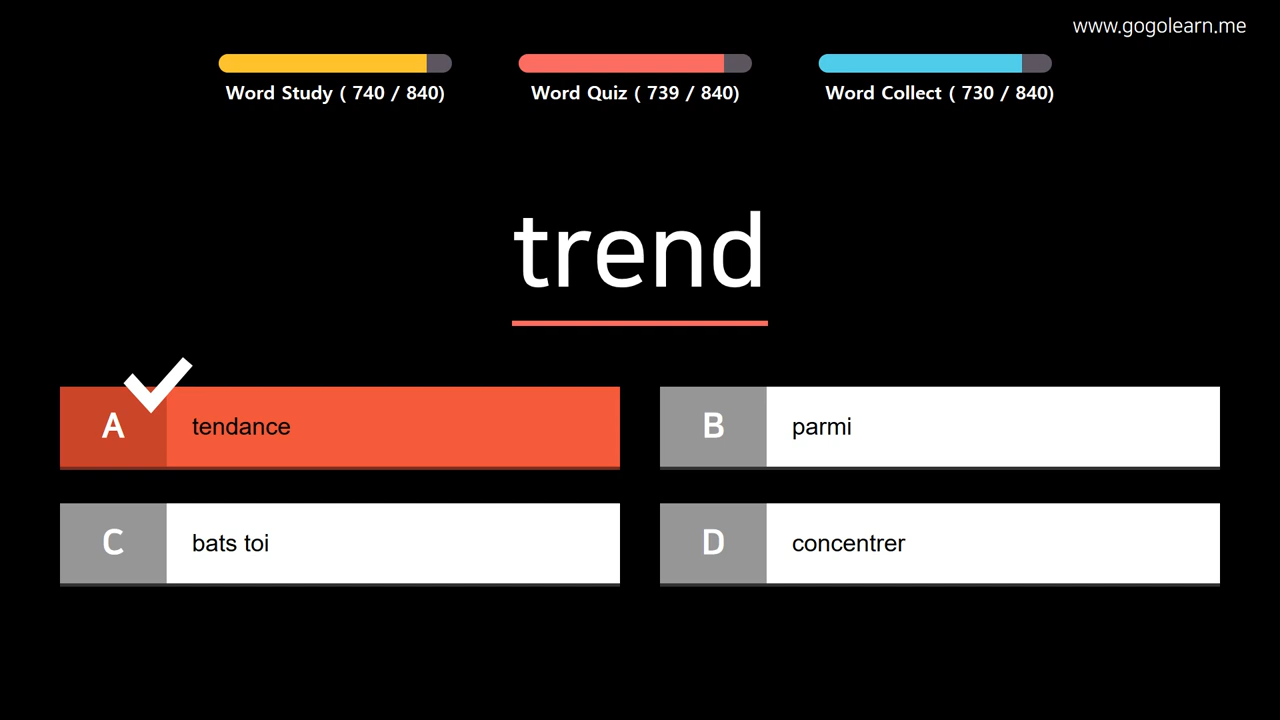 www.gogolearn.me
Word Study ( 740 / 840)
Word Quiz ( 739 / 840)
Word Collect ( 730 / 840)
trend
A tendance
B parmi
C bats toi
D concentrer